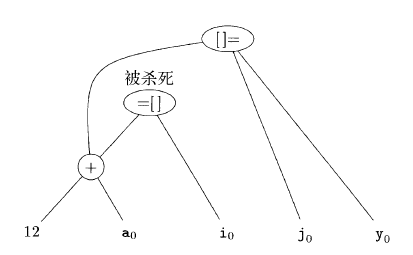 []=
被杀死
=[]
+
12 a₀ i₀ j₀ y₀